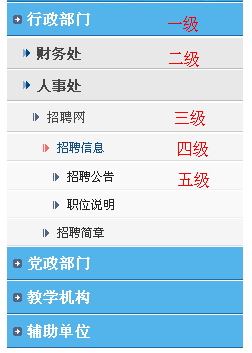 行政部门 一级
财务处 二级
人事处
招聘网 三级
招聘信息 四级
招聘公告 五级
职位说明
招聘简章
党政部门
教学机构
辅助单位